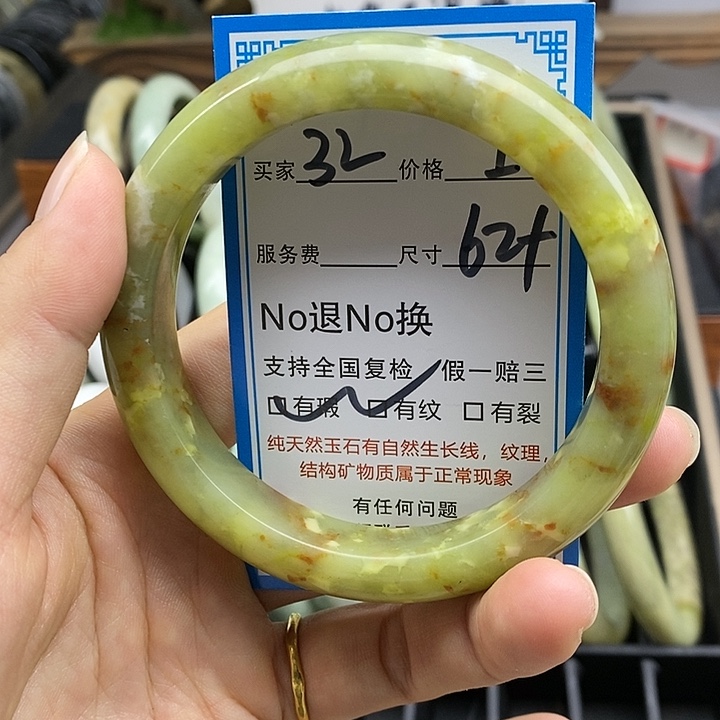 买家 32 价格
服务费 尺寸 62+
No退No换
支持全国复检 假一赔三
☐有瑕 ☐有纹 ☐有裂
纯天然玉石有自然生长线，纹理，
结构矿物质属于正常现象
有任何问题